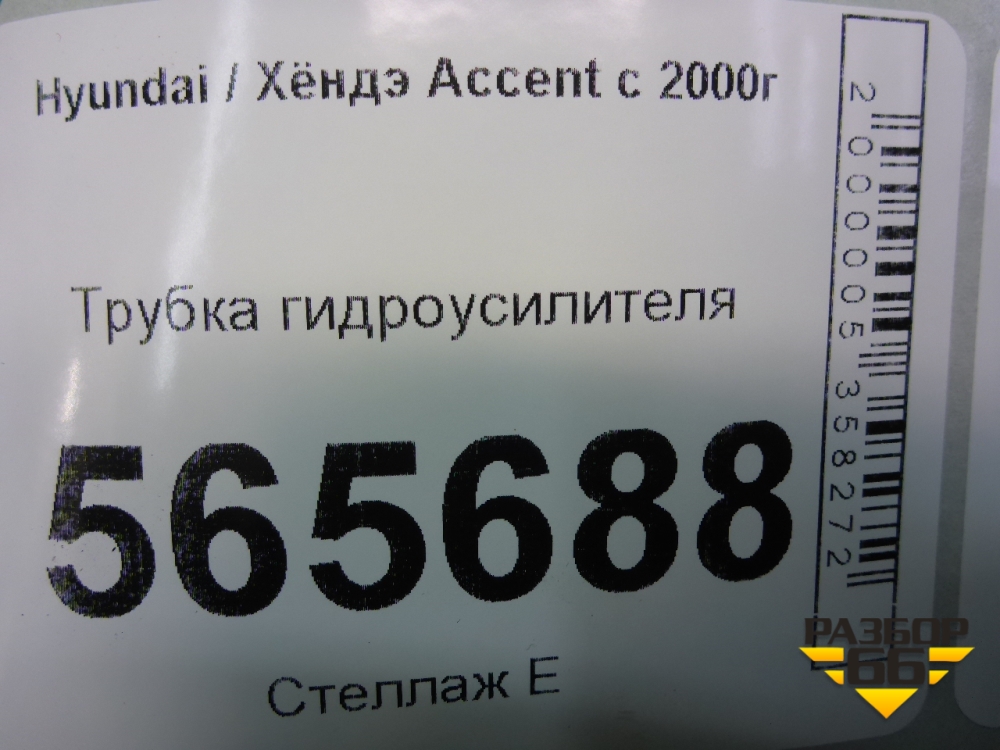 Hyundai / Хёндэ Accent с 2000г
Трубка гидроусилителя
565688
Стеллаж E
2000005358272
РАЗБОР
66